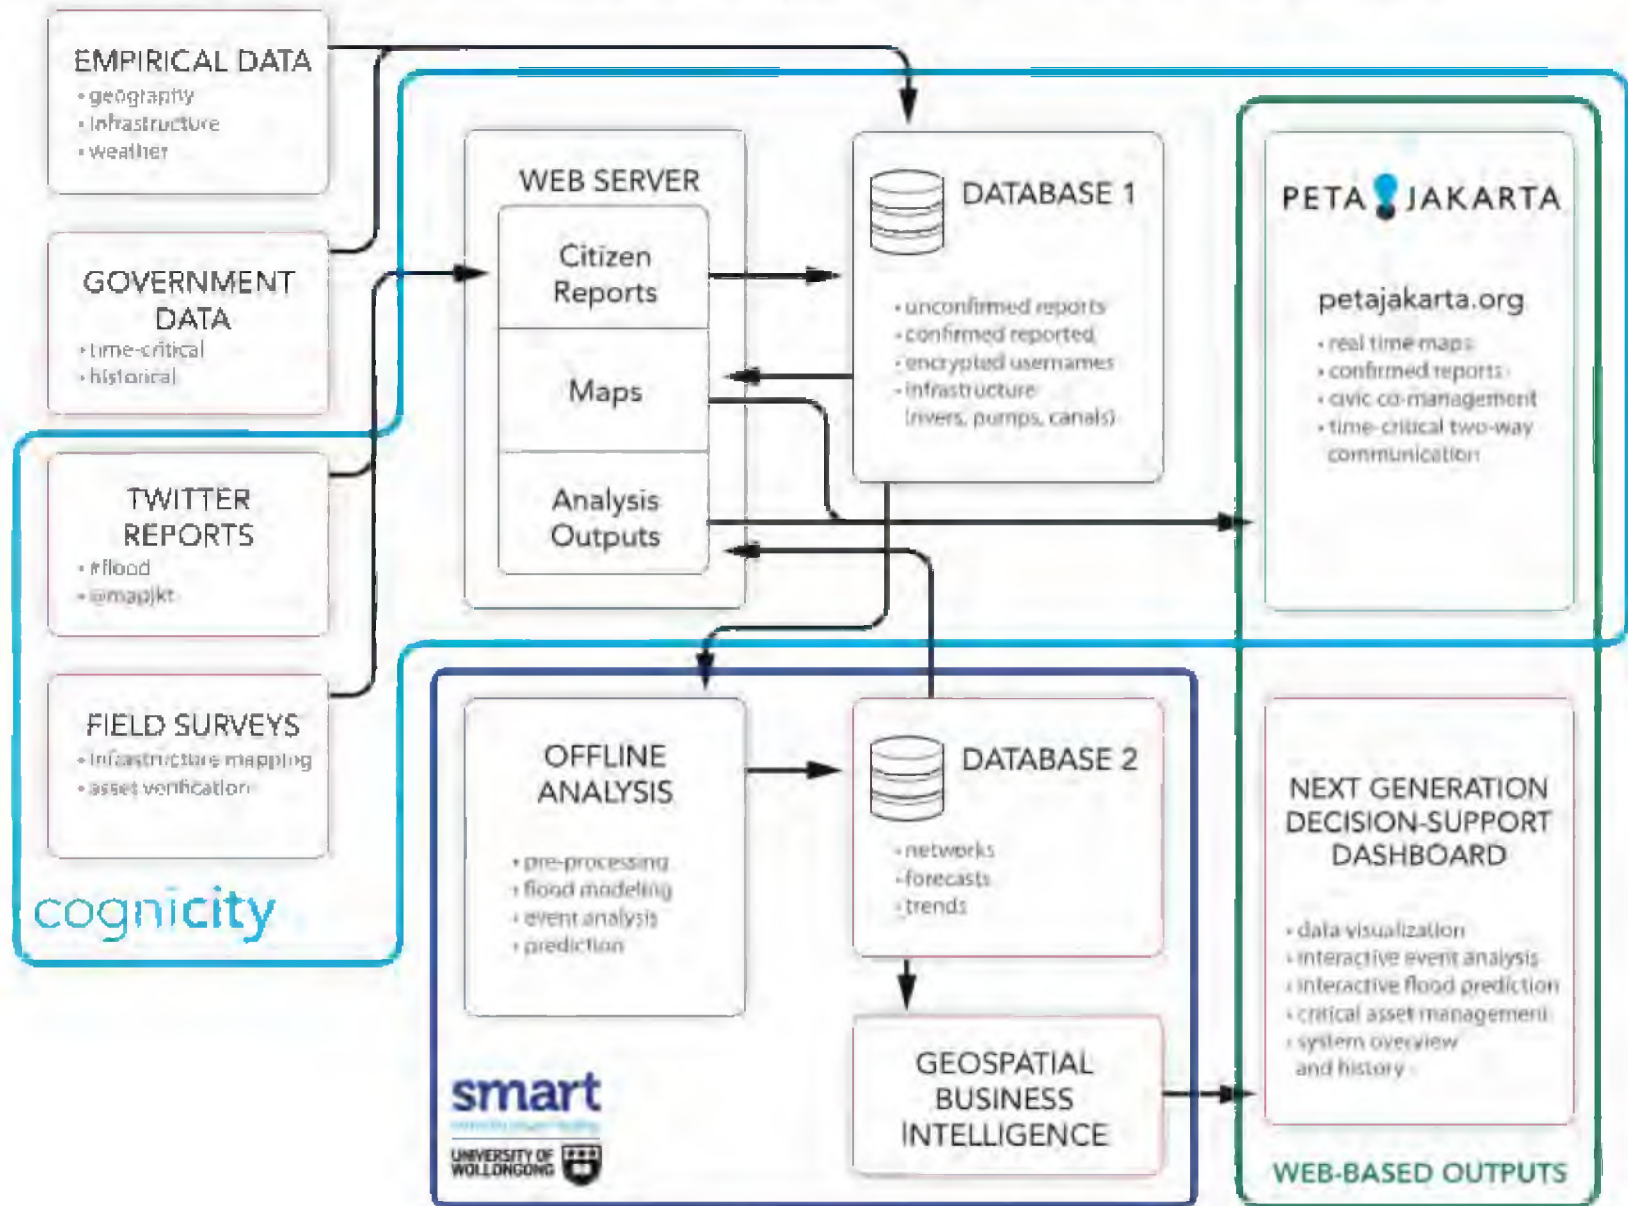 EMPIRICAL DATA
• geography
• infrastructure
• weather
GOVERNMENT
DATA
• time-critical
• historical
TWITTER
REPORTS
• #flood
• @mapjkt
FIELD SURVEYS
• infrastructure mapping
• asset verification
cognicity
WEB SERVER
Citizen
Reports
Maps
Analysis
Outputs
DATABASE 1
• unconfirmed reports
• confirmed reported
• encrypted usernames
• infrastructure
(rivers, pumps, canals)
PETA JAKARTA
petajakarta.org
• real time maps
• confirmed reports
• civic co-management
• time-critical two-way
communication
OFFLINE
ANALYSIS
• pre-processing
• flood modeling
• event analysis
• prediction
DATABASE 2
• networks
• forecasts
• trends
GEOSPATIAL
BUSINESS
INTELLIGENCE
smart
UNIVERSITY OF
WOLLONGONG
NEXT GENERATION
DECISION-SUPPORT
DASHBOARD
• data visualization
• interactive event analysis
• interactive flood prediction
• critical asset management
• system overview
and history
WEB-BASED OUTPUTS